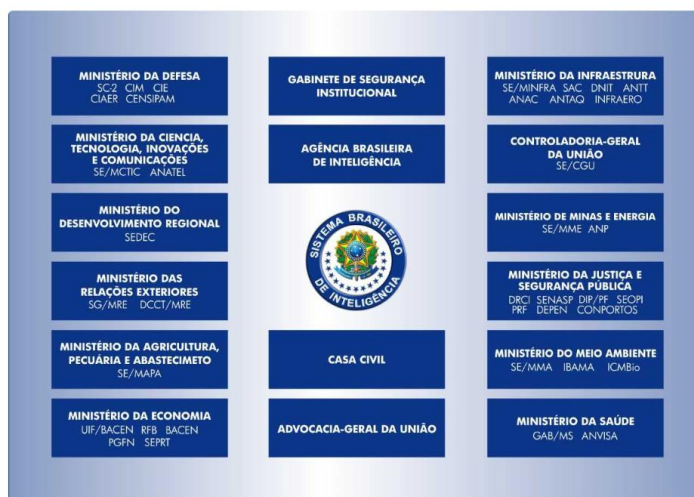 MINISTÉRIO DA DEFESA
SC-2 CIM CIE
CIAER CENSIPAM
MINISTÉRIO DA CIENCIA,
TECNOLOGIA, INOVAÇÕES
E COMUNICAÇÕES
SE/MCTIC ANATEL
MINISTÉRIO DO
DESENVOLVIMENTO REGIONAL
SEDEC
MINISTÉRIO DAS
RELAÇÕES EXTERIORES
SG/MRE DCCT/MRE
MINISTÉRIO DA AGRICULTURA,
PECUÁRIA E ABASTECIMETO
SE/MAPA
MINISTÉRIO DA ECONOMIA
UIF/BACEN RFB BACEN
PGFN SEPRT
GABINETE DE SEGURANÇA
INSTITUCIONAL
AGÊNCIA BRASILEIRA
DE INTELIGÊNCIA
SISTEMA BRASILEIRO
DE INTELIGÊNCIA
CASA CIVIL
ADVOCACIA-GERAL DA UNIÃO
MINISTÉRIO DA INFRAESTRURA
SE/MINFRA SAC DNIT ANTT
ANAC ANTAQ INFRAERO
CONTROLADORIA-GERAL
DA UNIÃO
SE/CGU
MINISTÉRIO DE MINAS E ENERGIA
SE/MME ANP
MINISTÉRIO DA JUSTIÇA E
SEGURANÇA PÚBLICA
DRCI SENASP DIP/PF SEOPI
PRF DEPEN CONPORTOS
MINISTÉRIO DO MEIO AMBIENTE
SE/MMA IBAMA ICMBio
MINISTÉRIO DA SAÚDE
GAB/MS ANVISA